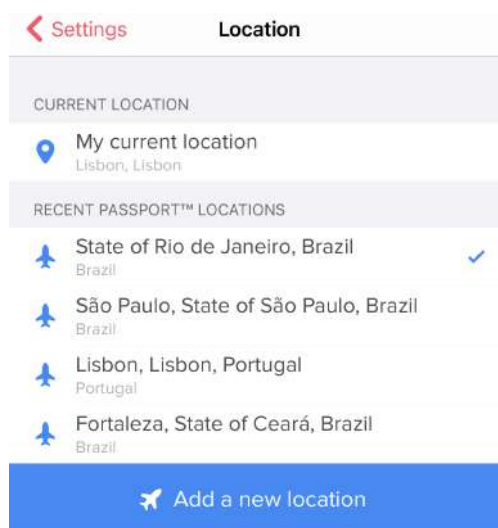 Settings
Location
CURRENT LOCATION
My current location
Lisbon, Lisbon
RECENT PASSPORT™ LOCATIONS
State of Rio de Janeiro, Brazil
Brazil
São Paulo, State of São Paulo, Brazil
Brazil
Lisbon, Lisbon, Portugal
Portugal
Fortaleza, State of Ceará, Brazil
Brazil
Add a new location